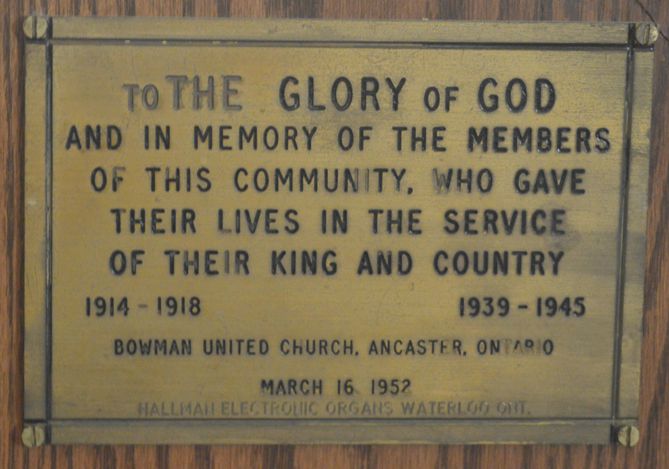 TO THE GLORY OF GOD
AND IN MEMORY OF THE MEMBERS
OF THIS COMMUNITY, WHO GAVE
THEIR LIVES IN THE SERVICE
OF THEIR KING AND COUNTRY
1914 - 1918 1939 - 1945
BOWMAN UNITED CHURCH, ANCASTER, ONTARIO
MARCH 16 1952
HALLMAN ELECTRONIC ORGANS WATERLOO ONT.